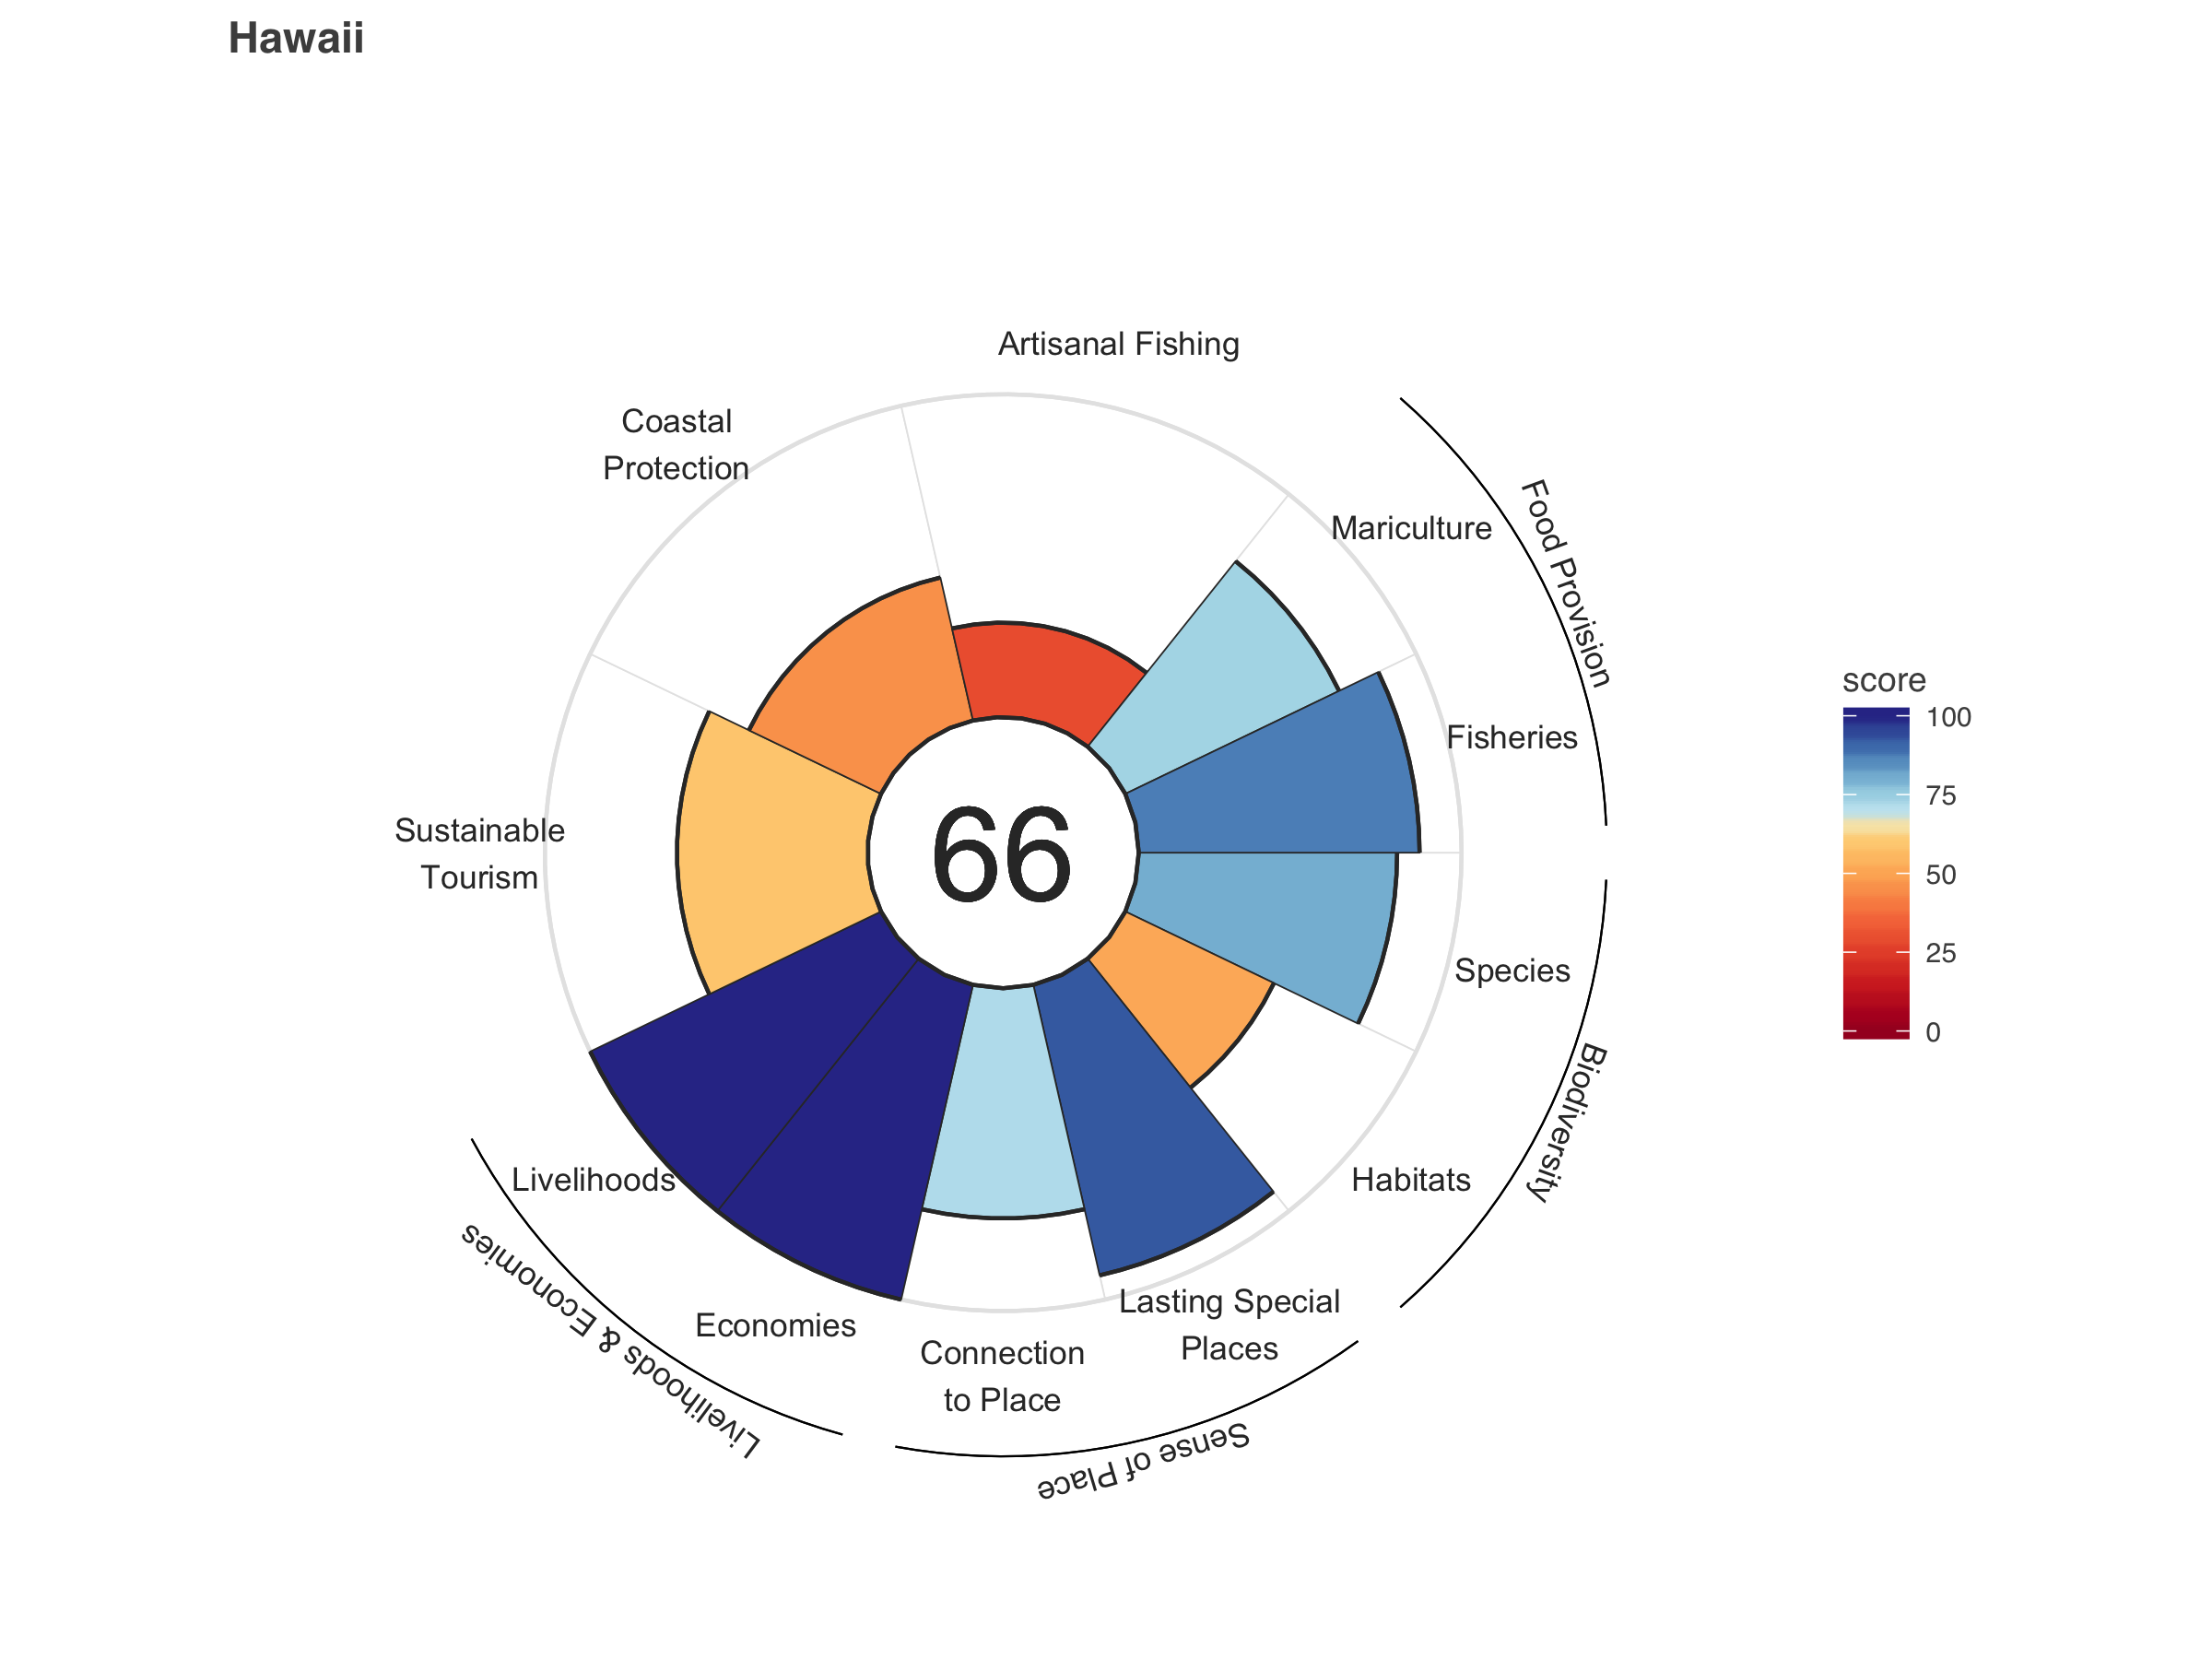 Hawaii
Artisanal Fishing
Coastal
Protection
Mariculture
Food Provision
Fisheries
score
100
75
50
25
0
Sustainable
Tourism
66
Species
Biodiversity
Habitats
Livelihoods
Livelihoods & Economies
Economies
Lasting Special
Places
Connection
to Place
Sense of Place